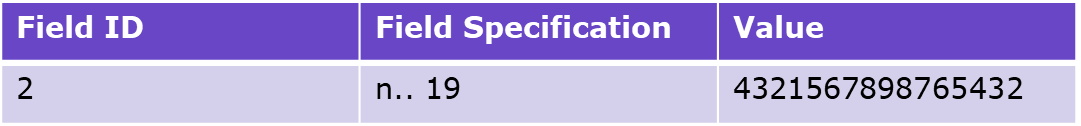 Field ID Field Specification Value
2 n.. 19 4321567898765432